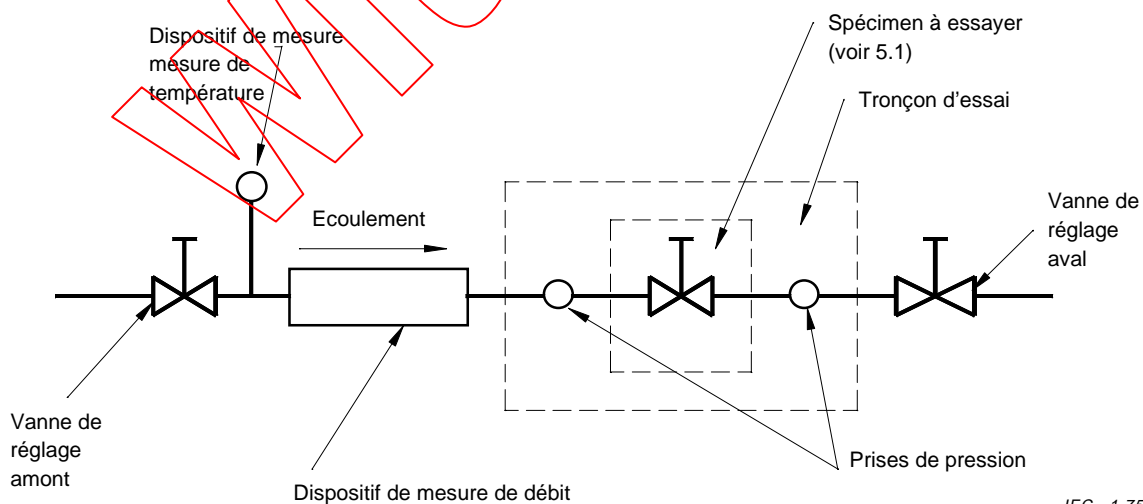 Dispositif de mesure
mesure de
température
Spécimen à essayer
(voir 5.1)
Tronçon d'essai
Ecoulement
Vanne de
réglage
aval
Vanne de
réglage
amont
Dispositif de mesure de débit
Prises de pression